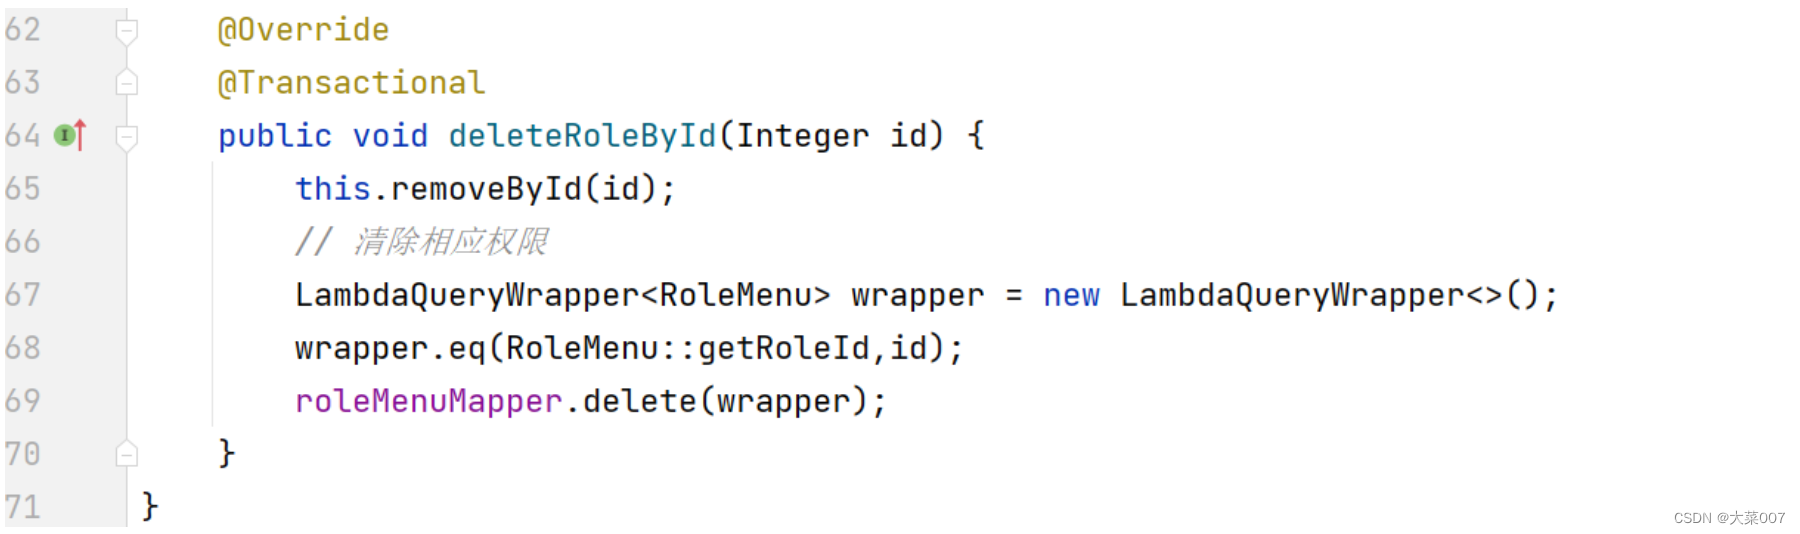 62 @Override
63 @Transactional
64 public void deleteRoleById(Integer id) {
65 this.removeById(id);
66 // 清除相应权限
67 LambdaQueryWrapper<RoleMenu> wrapper = new LambdaQueryWrapper<>();
68 wrapper.eq(RoleMenu::getRoleId,id);
69 roleMenuMapper.delete(wrapper);
70 }
71 }
CSDN @大菜007